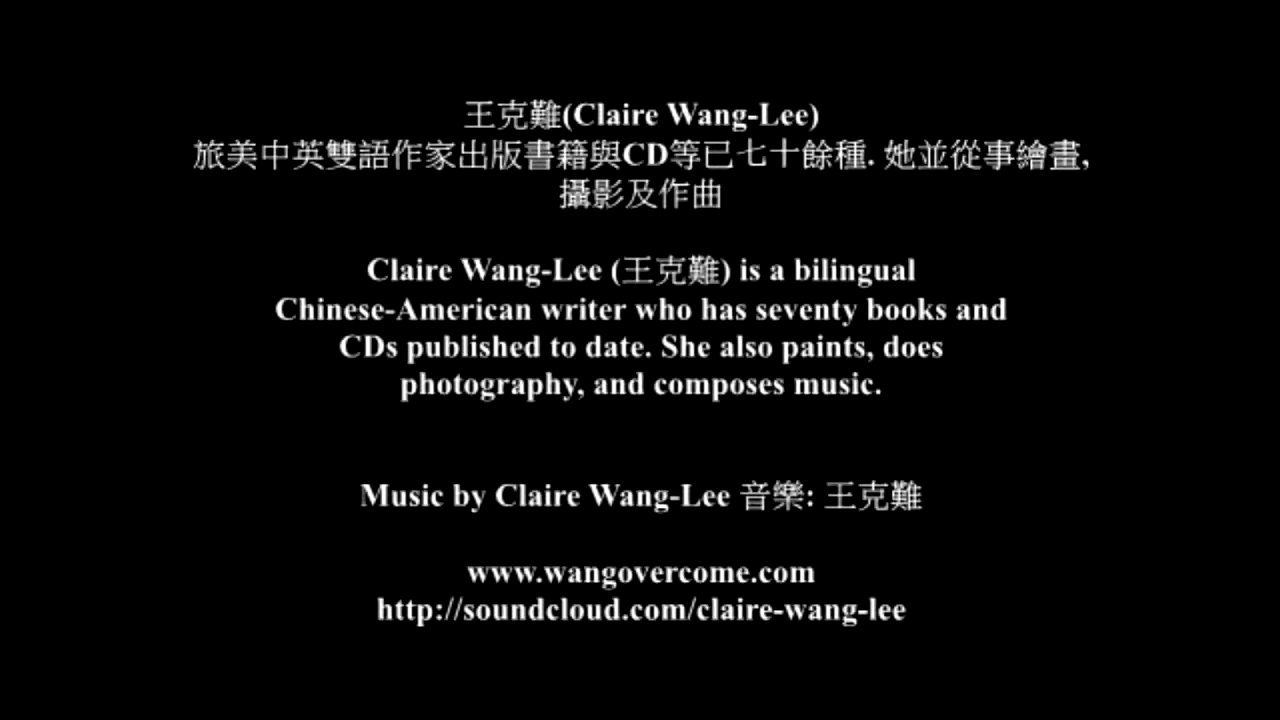 王克難(Claire Wang-Lee)
旅美中英雙語作家出版書籍與CD等已七十餘種. 她並從事繪畫,
攝影及作曲
Claire Wang-Lee (王克難) is a bilingual
Chinese-American writer who has seventy books and
CDs published to date. She also paints, does
photography, and composes music.
Music by Claire Wang-Lee 音樂: 王克難
www.wangovercome.com
http://soundcloud.com/claire-wang-lee